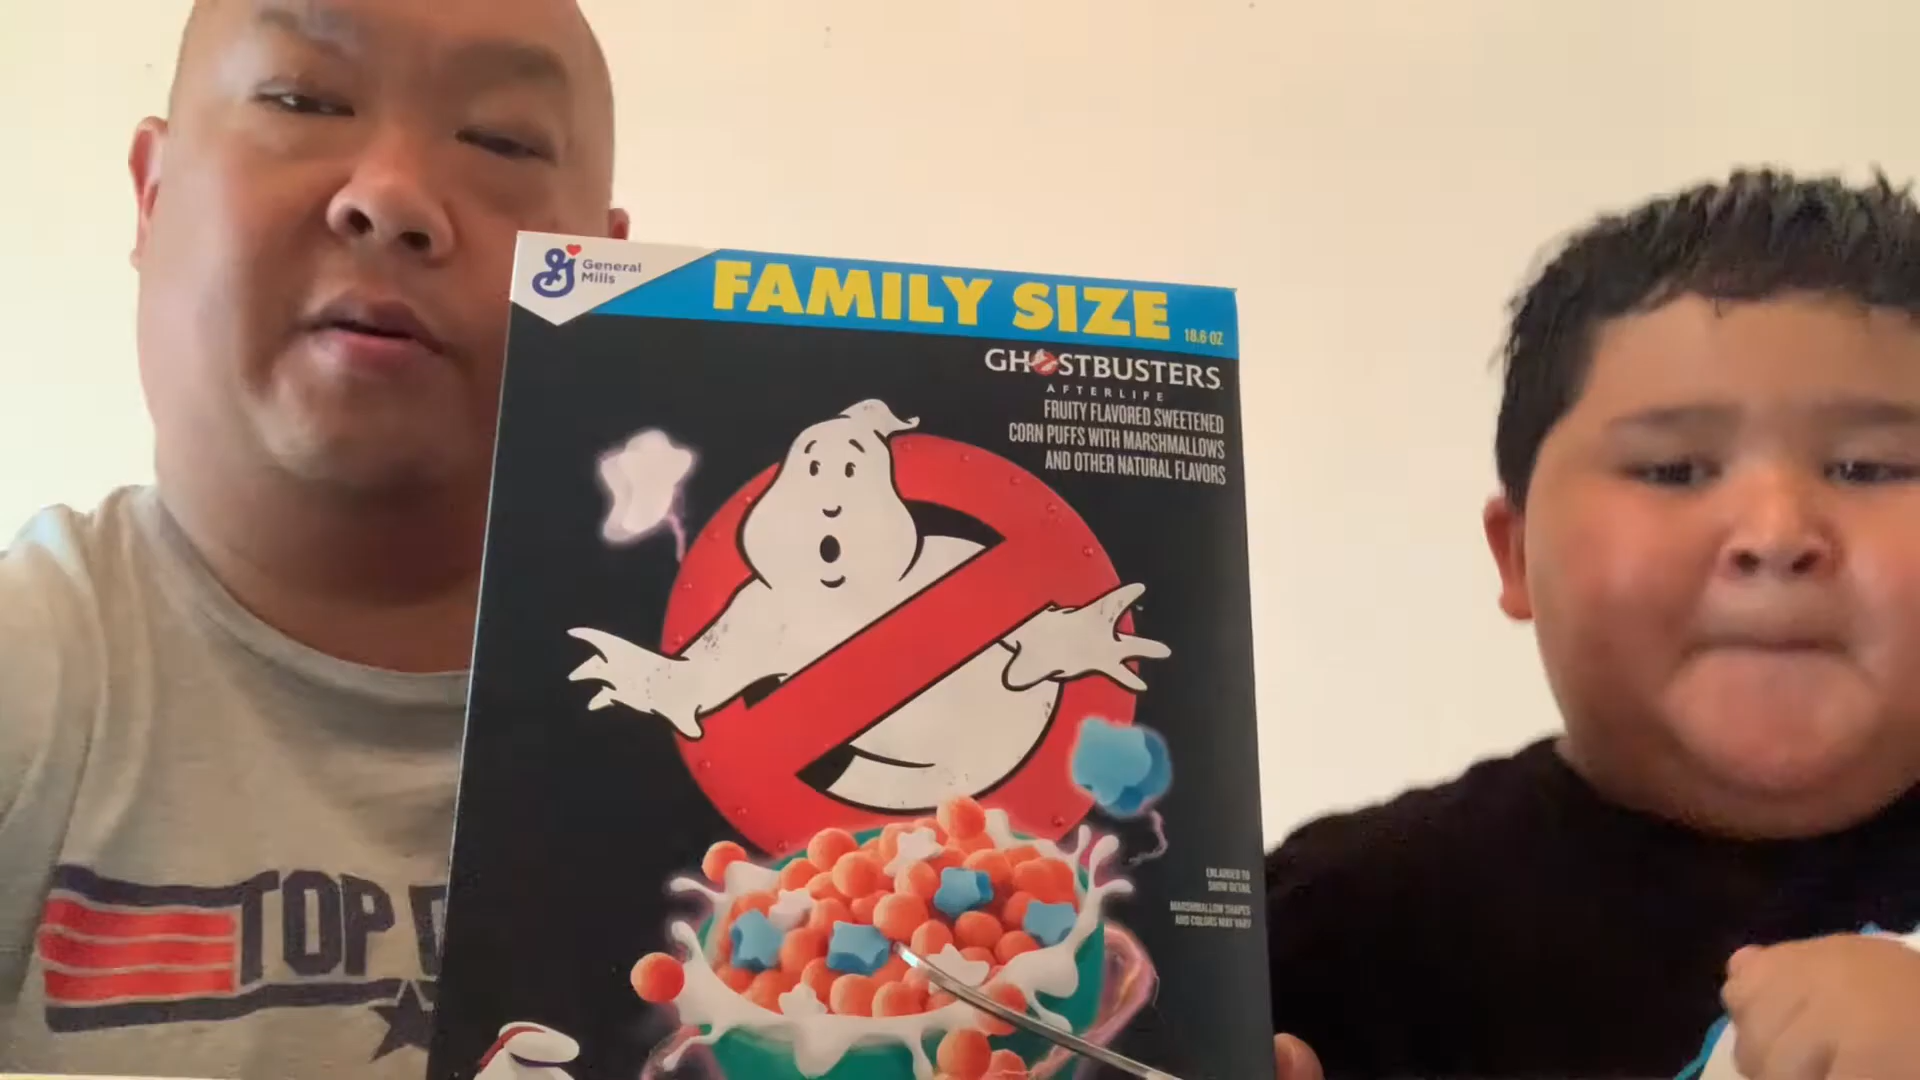 General
Mills
FAMILY SIZE
18.6 OZ
GHOSTBUSTERS
AFTERLIFE
FRUITY FLAVORED SWEETENED
CORN PUFFS WITH MARSHMALLOWS
AND OTHER NATURAL FLAVORS
ENLARGED TO
SHOW DETAIL
MARSHMALLOW SHAPES
AND COLORS MAY VARY
TOP